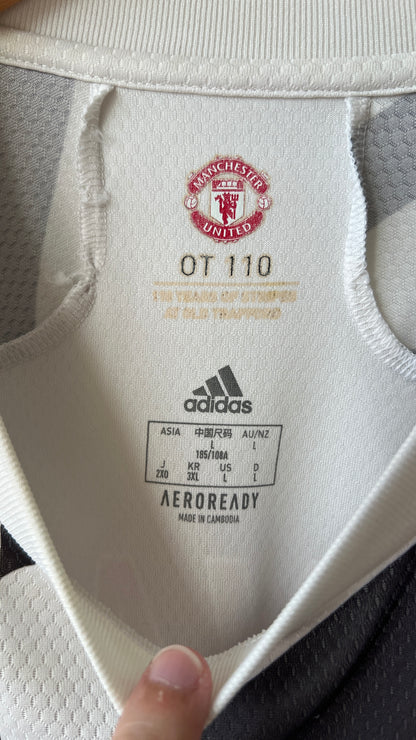 MANCHESTER
UNITED
OT 110
110 YEARS OF STRIPES
AT OLD TRAFFORD
adidas
ASIA 中国尺码 AU/NZ
L L
185/108A
J KR US D
2XO 3XL L L
AEROREADY
MADE IN CAMBODIA